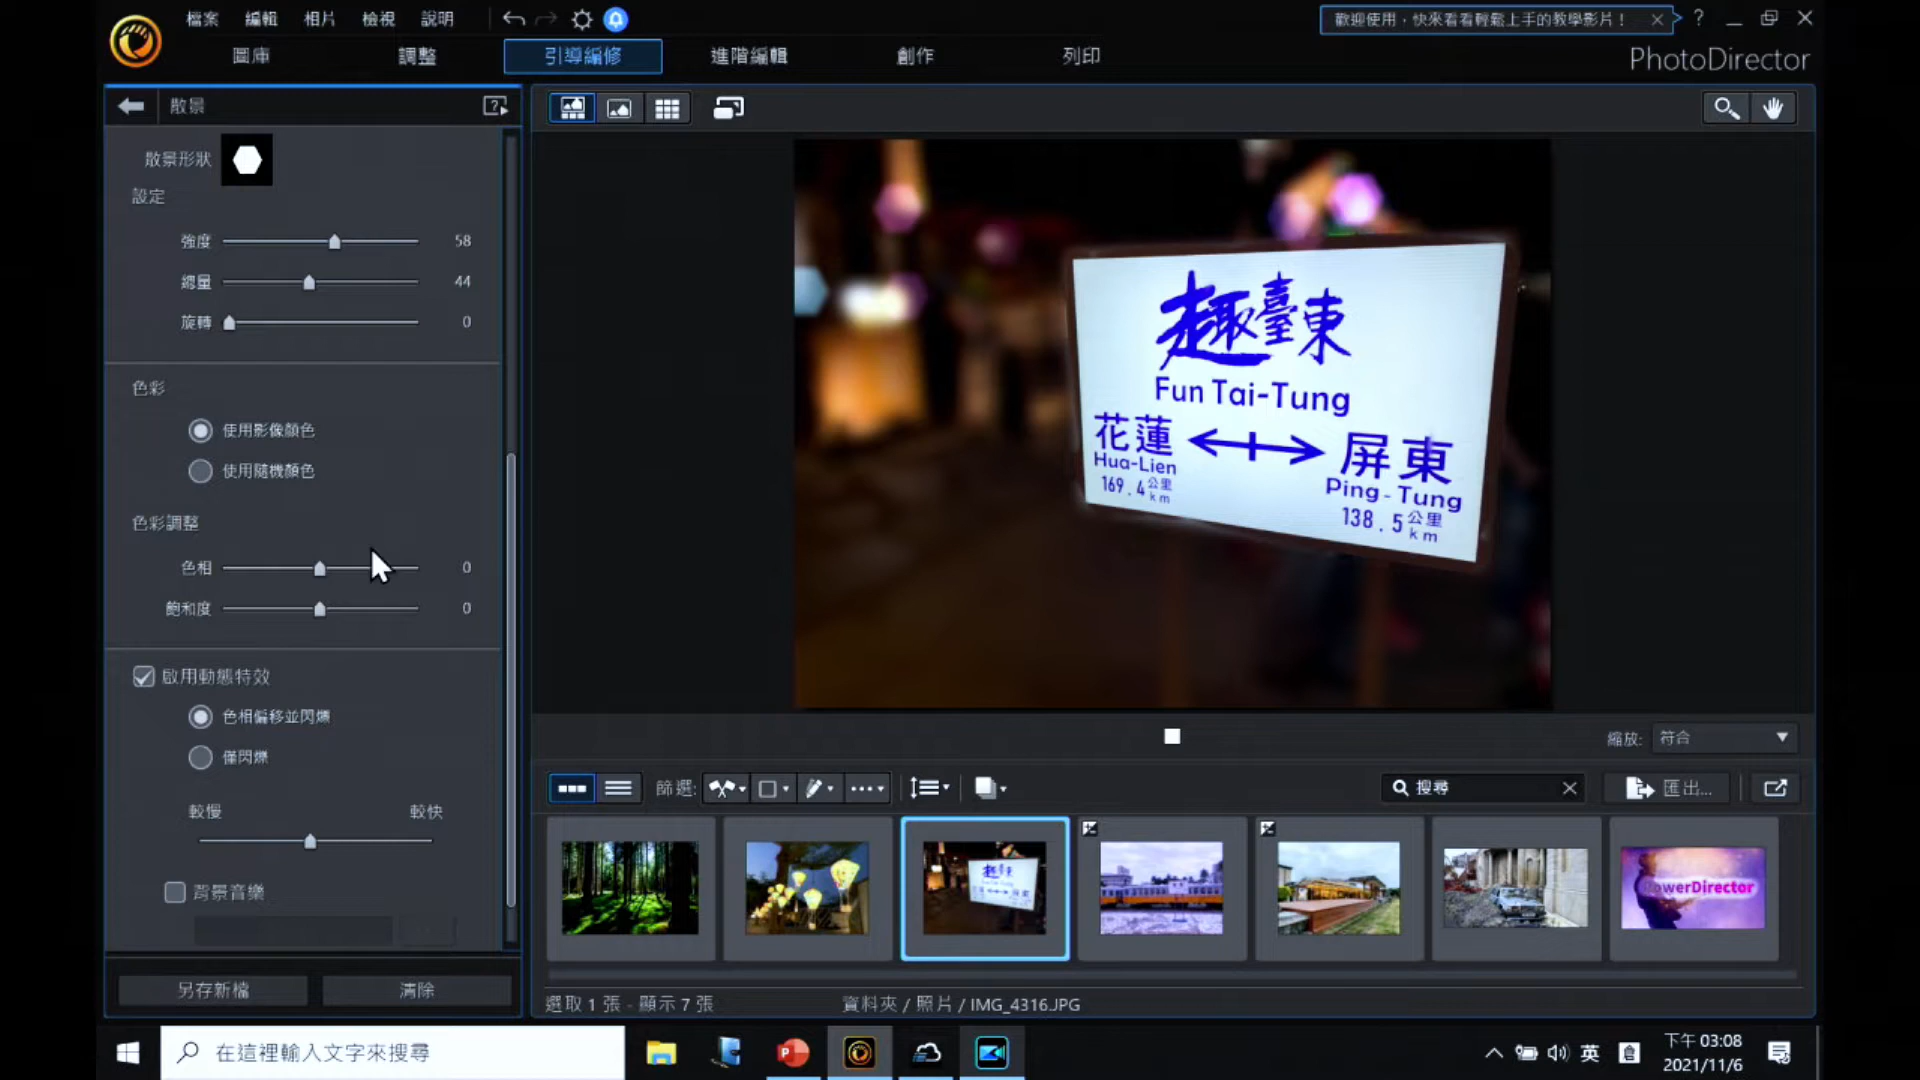 檔案 編輯 相片 檢視 說明
歡迎使用，快來看看輕鬆上手的教學影片！
圖庫 調整 引導編修 進階編輯 創作 列印
PhotoDirector
散景
散景形狀
設定
強度 58
總量 44
旋轉 0
色彩
使用影像顏色
使用隨機顏色
色彩調整
色相 0
飽和度 0
啟用動態特效
色相偏移並閃爍
僅閃爍
較慢 較快
背景音樂
另存新檔 清除
趣臺東
Fun Tai-Tung
花蓮 屏東
Hua-Lien Ping-Tung
169.4公里km 138.5公里km
縮放: 符合
篩選: 搜尋 匯出...
PowerDirector
選取 1 張 - 顯示 7 張 資料夾 / 照片 / IMG_4316.JPG
在這裡輸入文字來搜尋
英
下午 03:08
2021/11/6